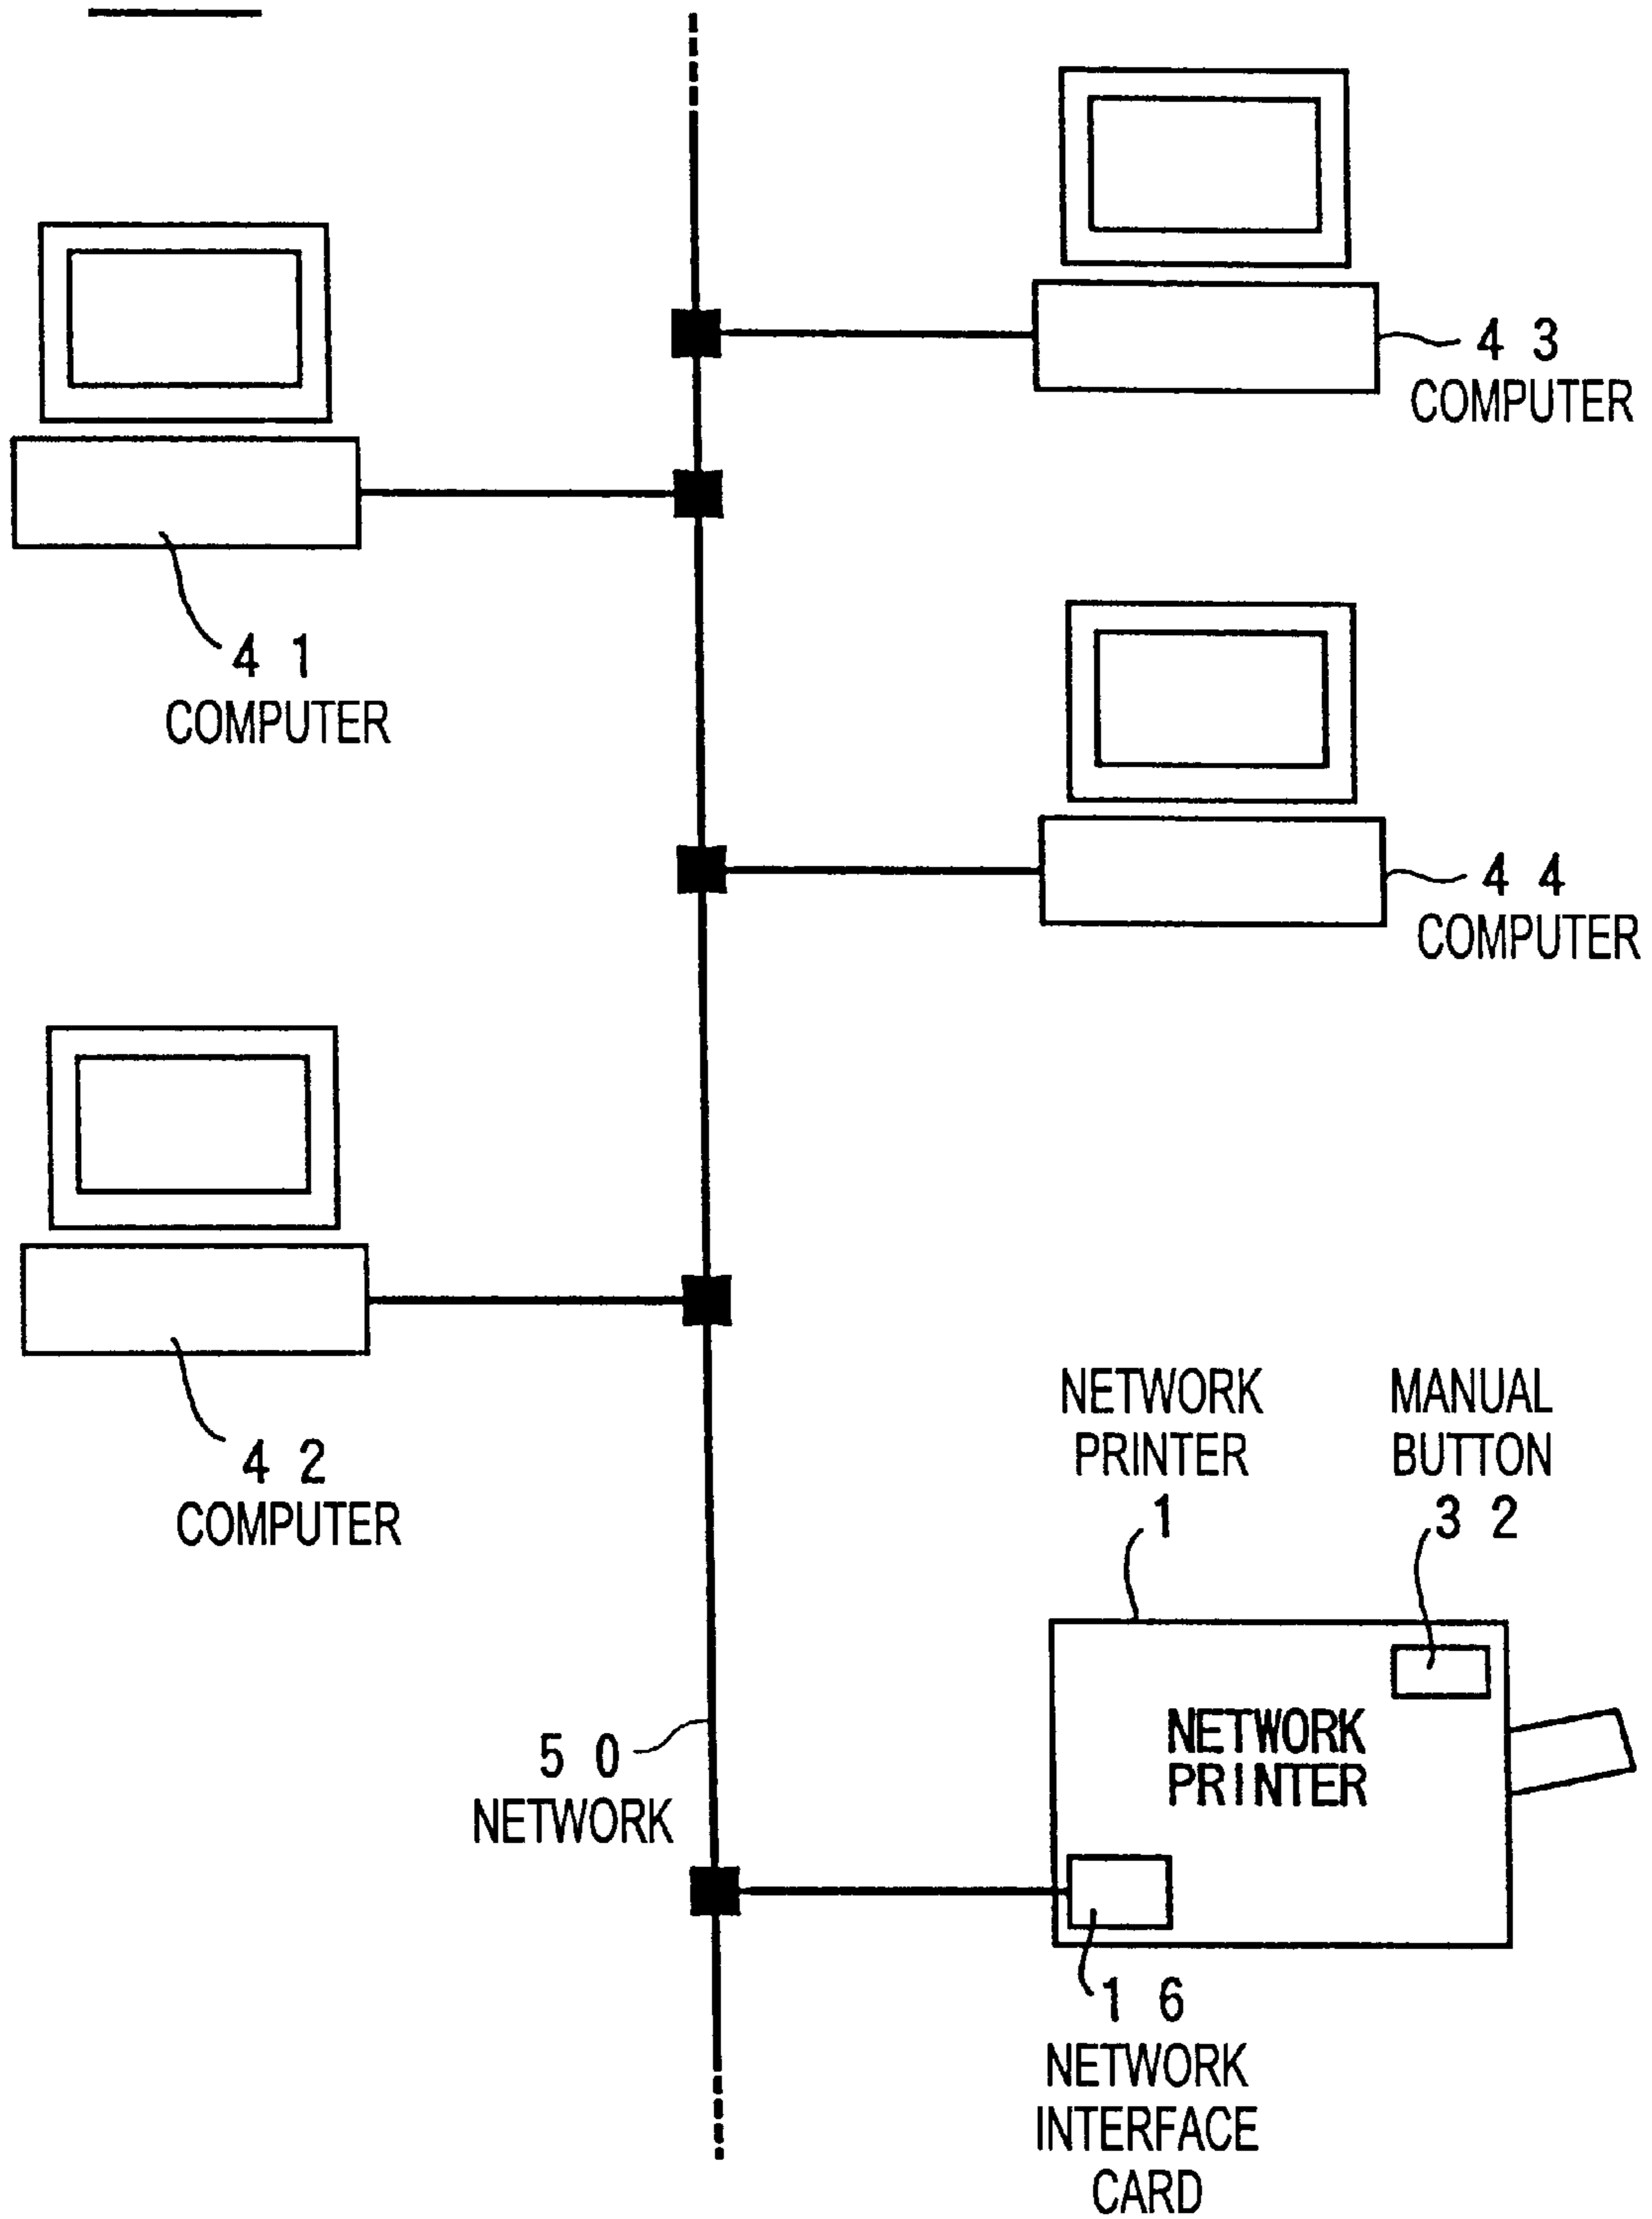 4 3
COMPUTER
4 1
COMPUTER
4 4
COMPUTER
4 2
COMPUTER
NETWORK
PRINTER
1
MANUAL
BUTTON
3 2
NETWORK
PRINTER
5 0
NETWORK
1 6
NETWORK
INTERFACE
CARD